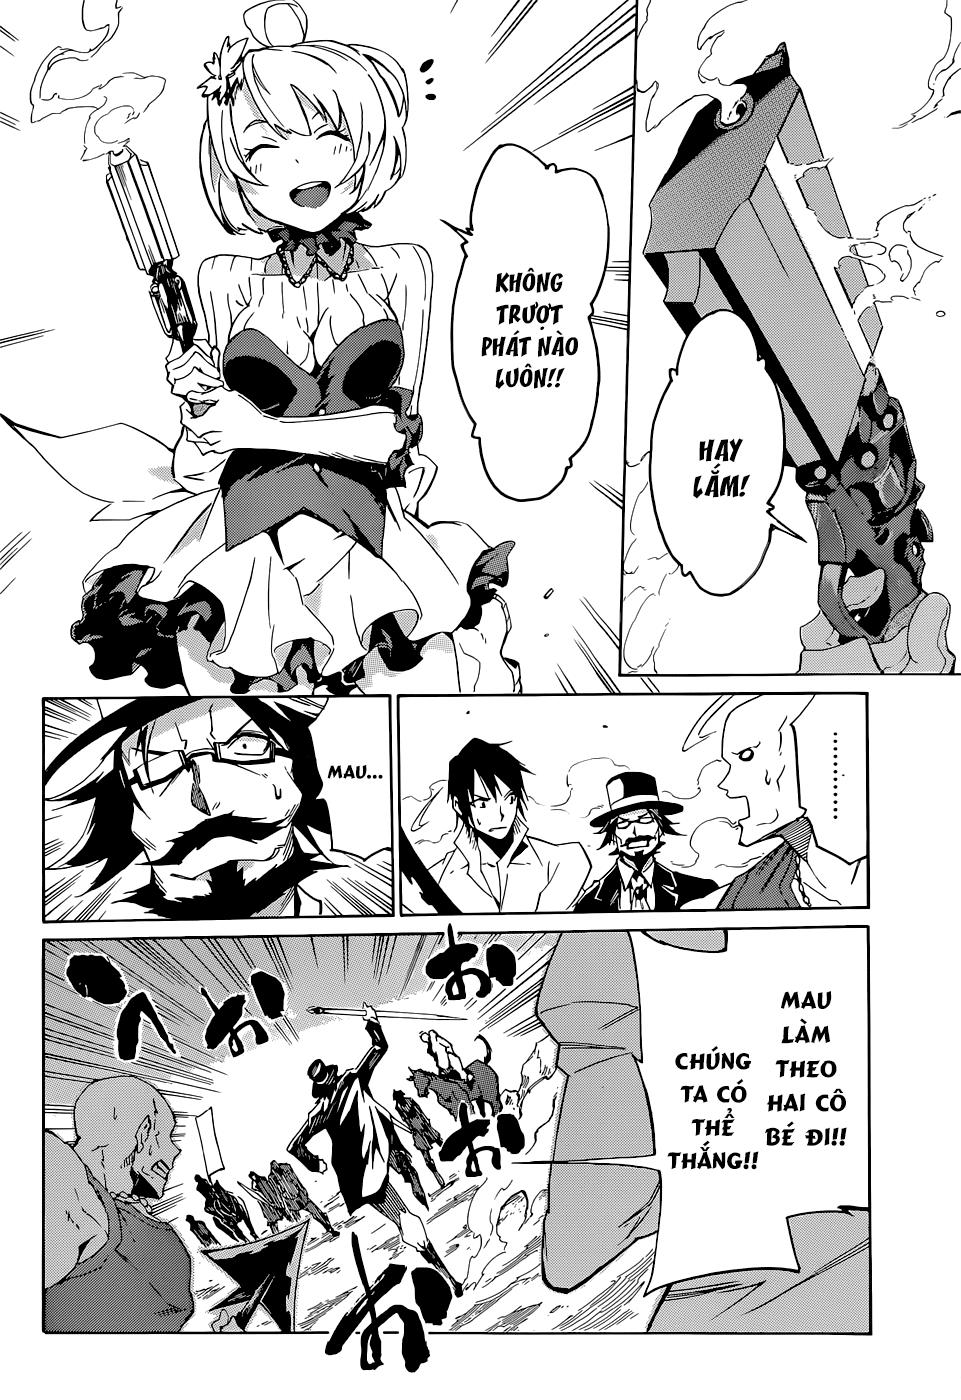 HAY
LẮM!
KHÔNG
TRƯỢT
PHÁT NÀO
LUÔN!!
...........
MAU...
MAU
LÀM
THEO
HAI CÔ
BÉ ĐI!!
CHÚNG
TA CÓ
THỂ
THẮNG!!
おお
おお